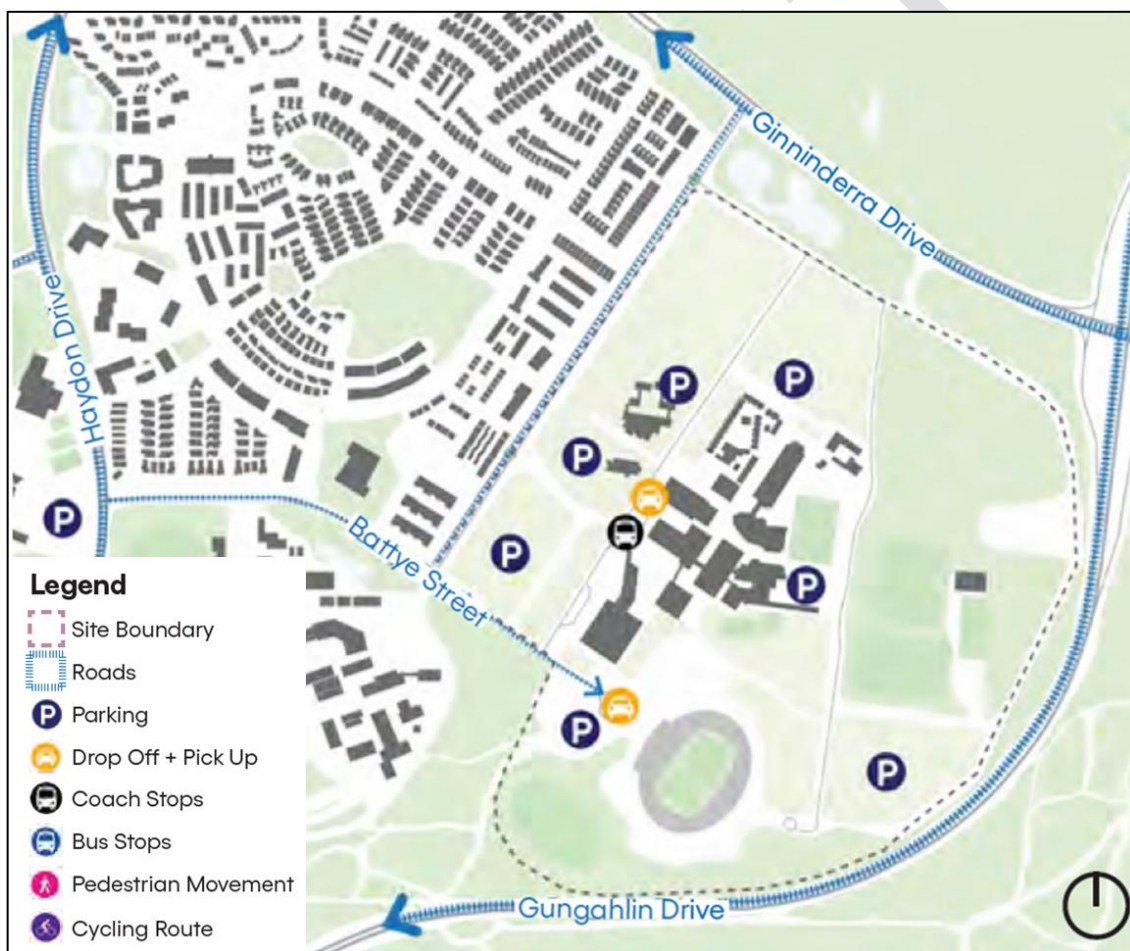 Ginninderra Drive
Haydon Drive
P
P
P
P
P
Battye Street
P
P
P
P
Gungahlin Drive
Legend
Site Boundary
Roads
P Parking
Drop Off + Pick Up
Coach Stops
Bus Stops
Pedestrian Movement
Cycling Route